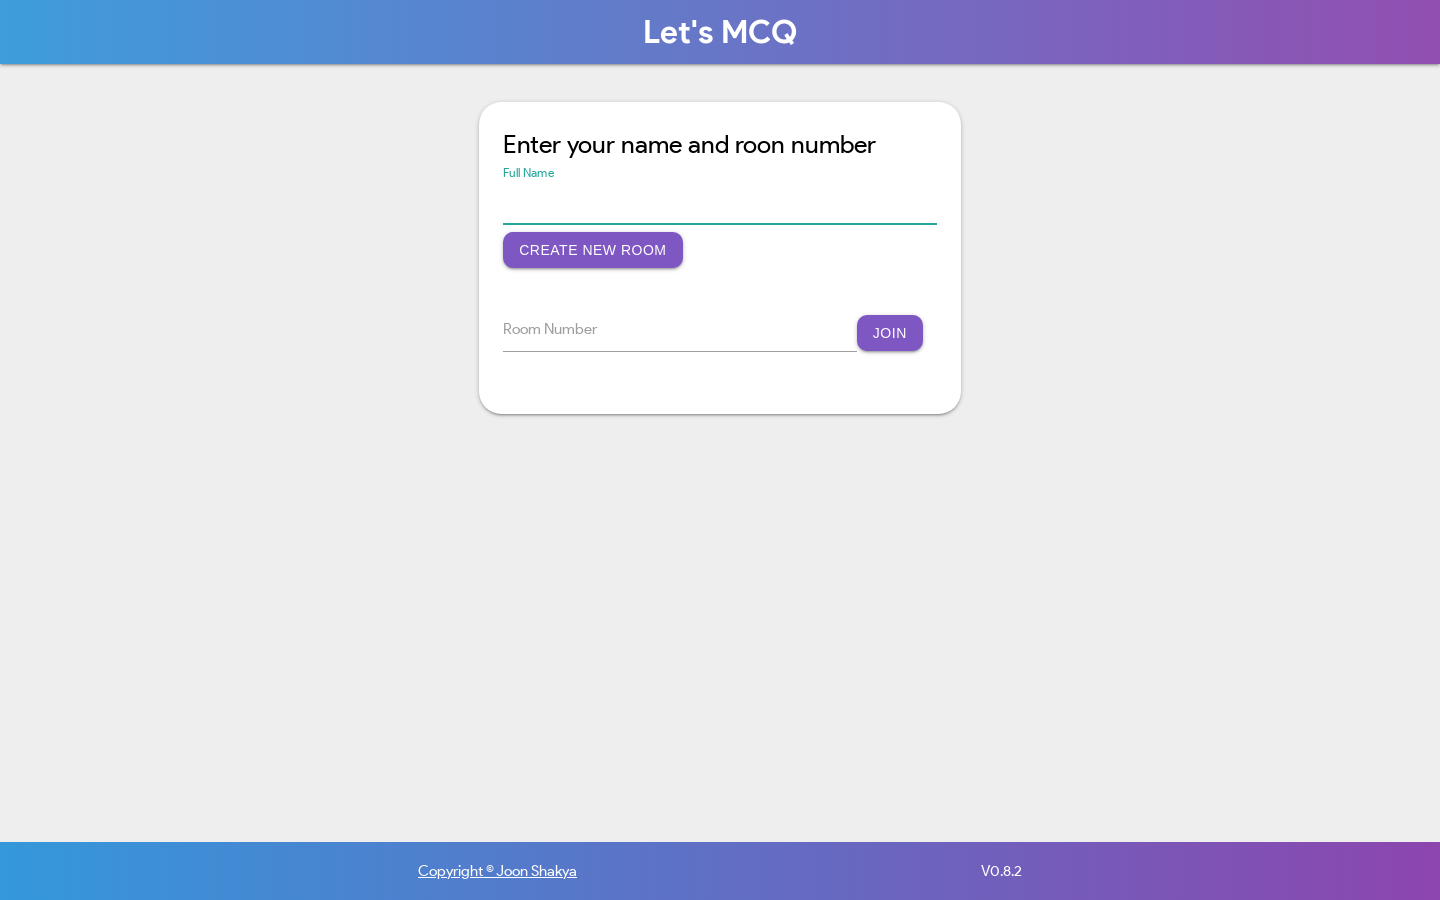 Let's MCQ
Enter your name and roon number
Full Name
CREATE NEW ROOM
Room Number
JOIN
Copyright © Joon Shakya
V0.8.2